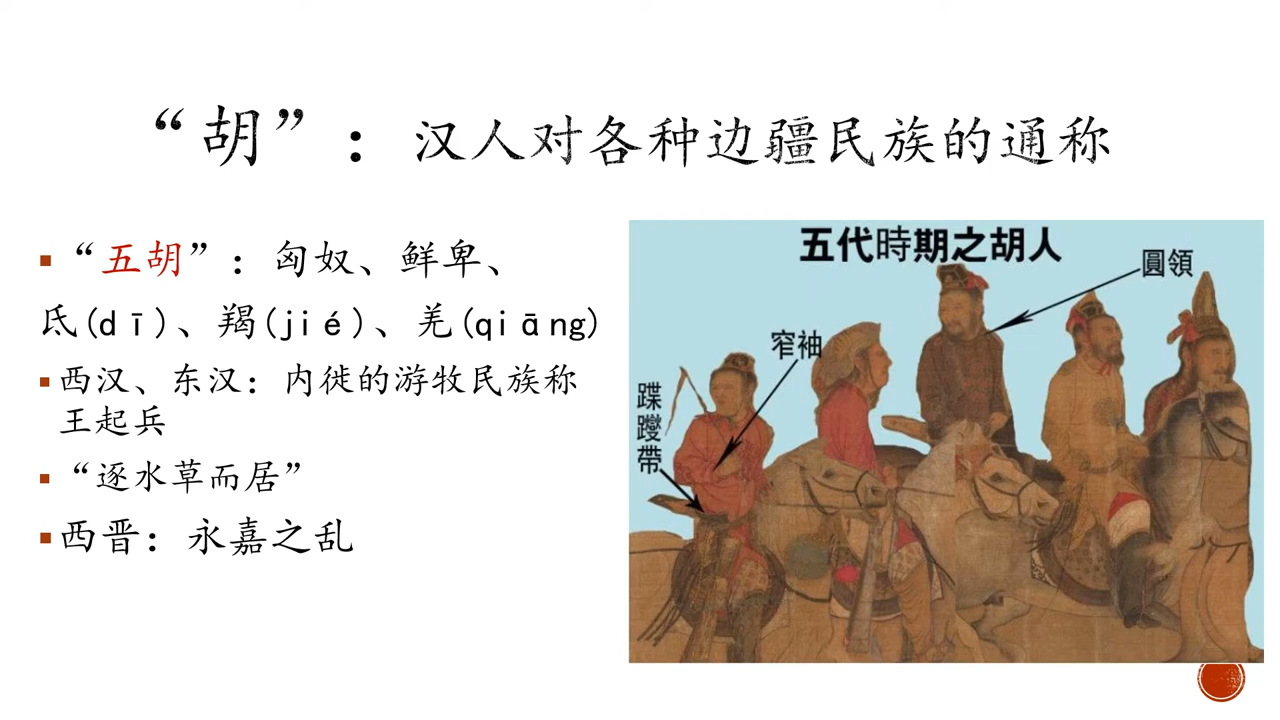 “胡”：汉人对各种边疆民族的通称
“五胡”：匈奴、鲜卑、
氐(dī)、羯(jié)、羌(qiāng)
西汉、东汉：内徙的游牧民族称
王起兵
“逐水草而居”
西晋：永嘉之乱
五代時期之胡人
圓領
窄袖
蹀躞帶